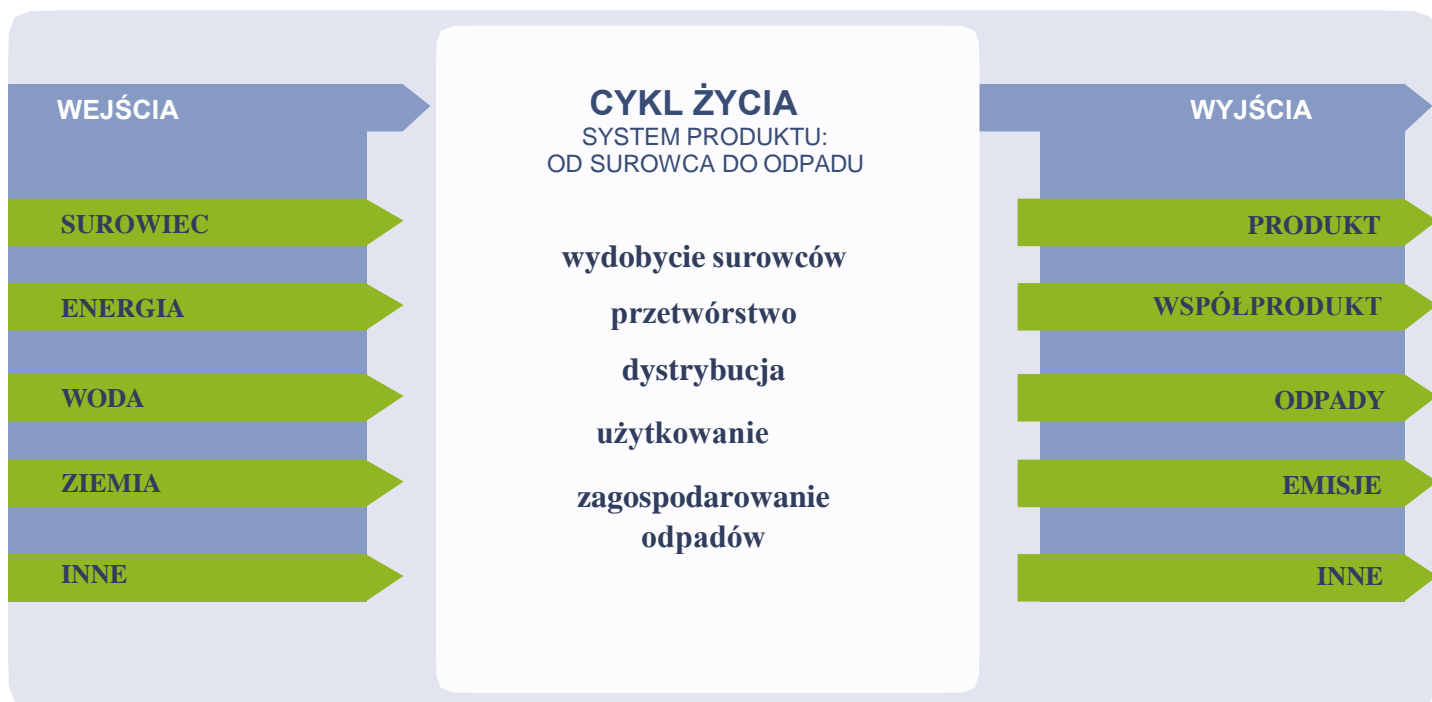 WEJŚCIA
SUROWIEC
ENERGIA
WODA
ZIEMIA
INNE
CYKL ŻYCIA
SYSTEM PRODUKTU:
OD SUROWCA DO ODPADU
wydobycie surowców
przetwórstwo
dystrybucja
użytkowanie
zagospodarowanie
odpadów
WYJŚCIA
PRODUKT
WSPÓŁPRODUKT
ODPADY
EMISJE
INNE